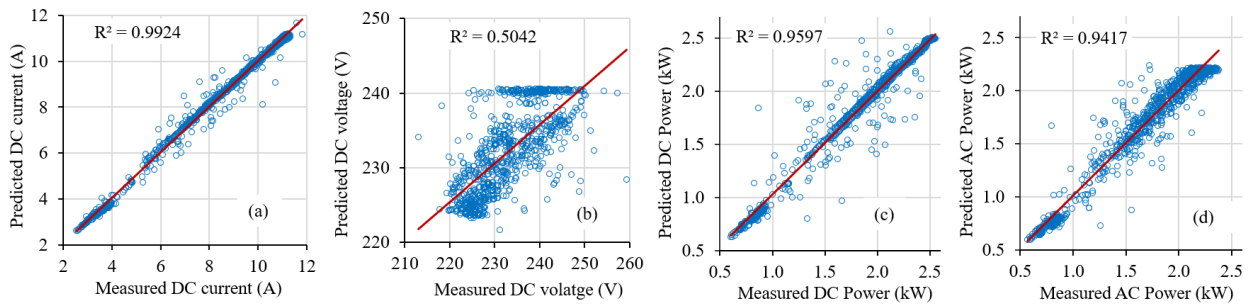 R² = 0.9924
Predicted DC current (A)
12
10
8
6
4
2
(a)
2 4 6 8 10 12
Measured DC current (A)
R² = 0.5042
Predicted DC voltage (V)
250
240
230
220
(b)
210 220 230 240 250 260
Measured DC volatge (V)
R² = 0.9597
Predicted DC Power (kW)
2.5
2.0
1.5
1.0
0.5
(c)
0.5 1.0 1.5 2.0 2.5
Measured DC Power (kW)
R² = 0.9417
Predicted AC Power (kW)
2.5
2.0
1.5
1.0
0.5
(d)
0.5 1.0 1.5 2.0 2.5
Measured AC Power (kW)